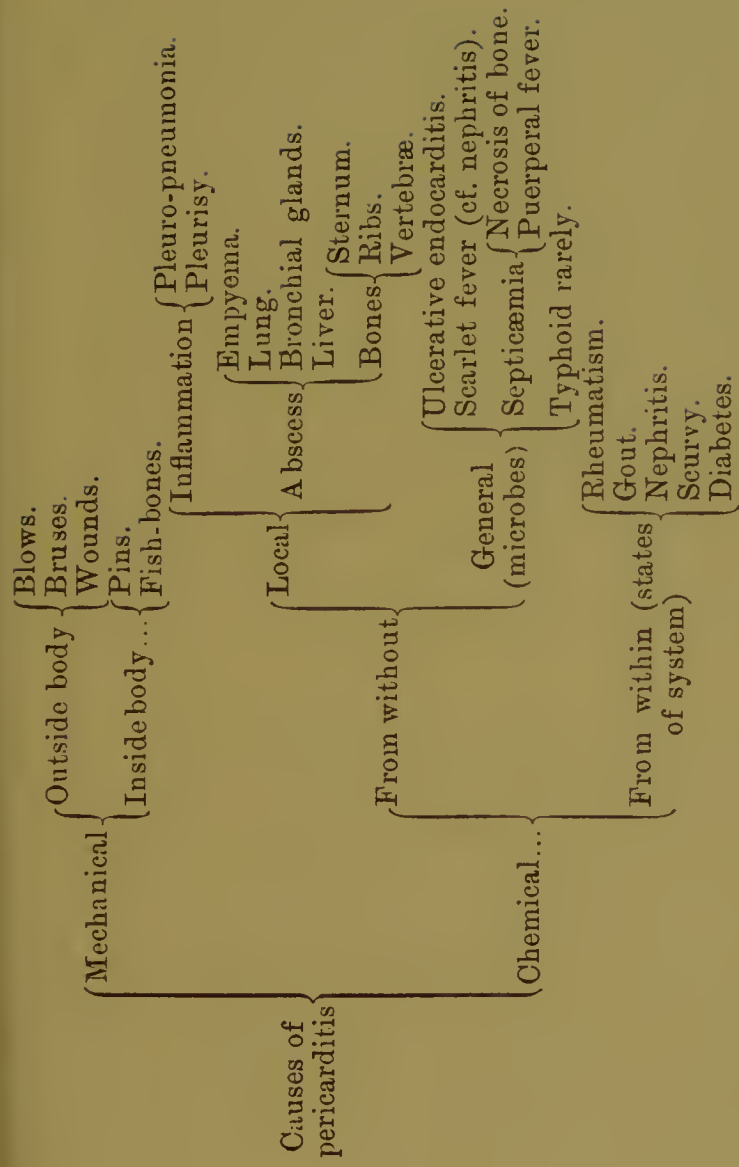 Causes of
pericarditis
Mechanical
Outside body
Blows.
Bruses.
Wounds.
Inside body...
Pins.
Fish-bones.
Chemical...
From without
Local
Inflammation
Pleuro-pneumonia.
Pleurisy.
Abscess
Empyema.
Lung.
Bronchial glands.
Liver.
Bones
Sternum.
Ribs.
Vertebræ.
General
(microbes)
Ulcerative endocarditis.
Scarlet fever (cf. nephritis).
Septicæmia
Necrosis of bone.
Puerperal fever.
Typhoid rarely.
From within (states
of system)
Rheumatism.
Gout.
Nephritis.
Scurvy.
Diabetes.